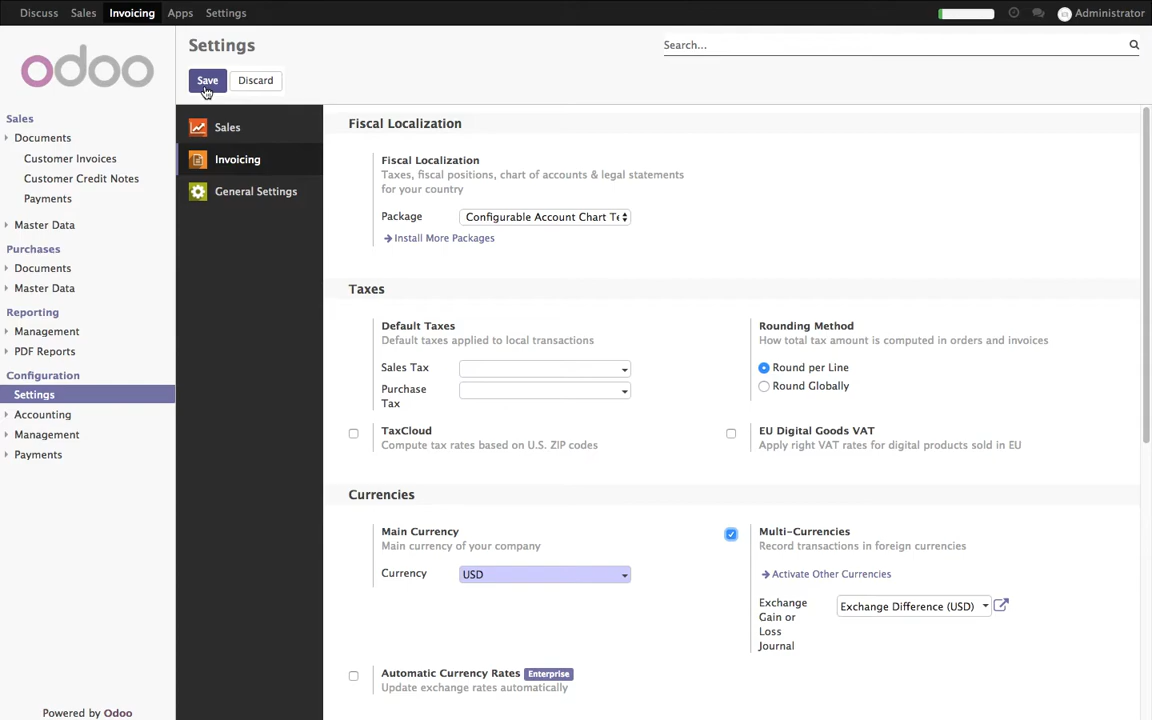 Discuss Sales Invoicing Apps Settings Administrator
odoo
Settings
Search...
Save Discard
Sales
Documents
Customer Invoices
Customer Credit Notes
Payments
Master Data
Purchases
Documents
Master Data
Reporting
Management
PDF Reports
Configuration
Settings
Accounting
Management
Payments
Powered by Odoo
Sales
Invoicing
General Settings
Fiscal Localization
Fiscal Localization
Taxes, fiscal positions, chart of accounts & legal statements
for your country
Package Configurable Account Chart Te
Install More Packages
Taxes
Default Taxes
Default taxes applied to local transactions
Sales Tax
Purchase
Tax
Rounding Method
How total tax amount is computed in orders and invoices
Round per Line
Round Globally
TaxCloud
Compute tax rates based on U.S. ZIP codes
EU Digital Goods VAT
Apply right VAT rates for digital products sold in EU
Currencies
Main Currency
Main currency of your company
Currency USD
Multi-Currencies
Record transactions in foreign currencies
Activate Other Currencies
Exchange
Gain or
Loss
Journal
Exchange Difference (USD)
Automatic Currency Rates Enterprise
Update exchange rates automatically